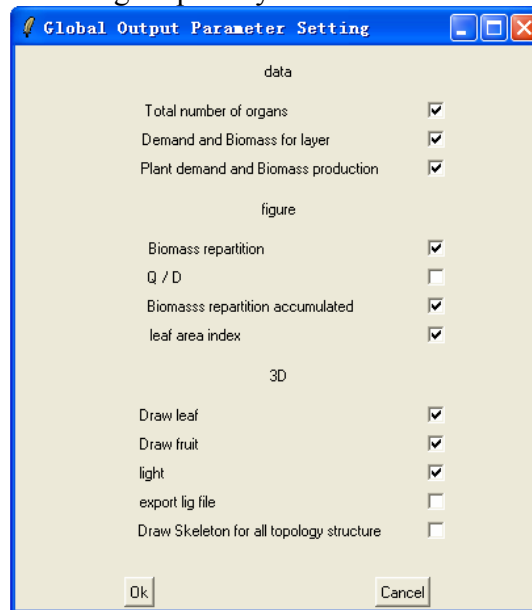 Global Output Parameter Setting
data
Total number of organs
Demand and Biomass for layer
Plant demand and Biomass production
figure
Biomass repartition
Q / D
Biomasss repartition accumulated
leaf area index
3D
Draw leaf
Draw fruit
light
export lig file
Draw Skeleton for all topology structure
Ok Cancel